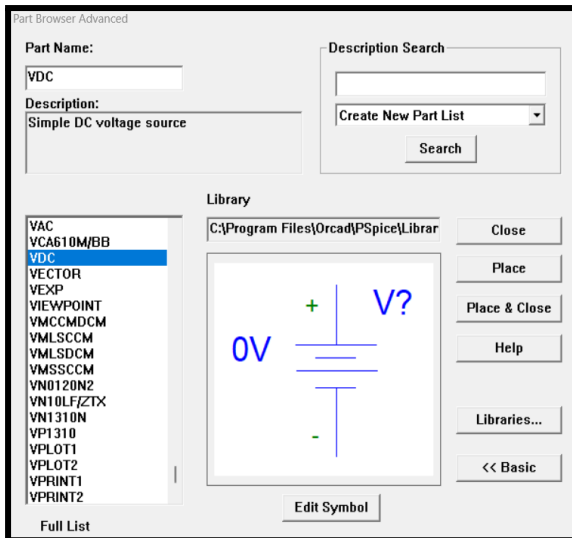 Part Browser Advanced
Part Name:
VDC
Description:
Simple DC voltage source
Description Search
Create New Part List
Search
Library
C:\Program Files\Orcad\PSpice\Librar
VAC
VCA610M/BB
VDC
VECTOR
VEXP
VIEWPOINT
VMCCMDCM
VMLSCCM
VMLSDCM
VMSSCCM
VN0120N2
VN10LF/ZTX
VN1310N
VP1310
VPLOT1
VPLOT2
VPRINT1
VPRINT2
Full List
+ V?
0V
-
Edit Symbol
Close
Place
Place & Close
Help
Libraries...
<< Basic